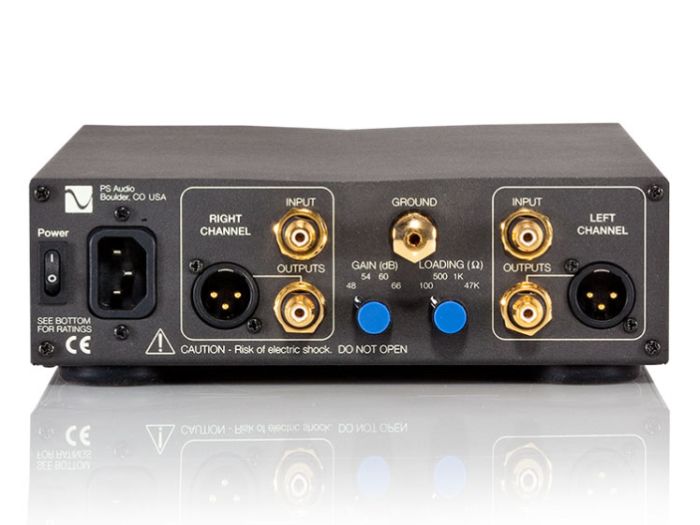 PS Audio
Boulder, CO USA
Power
I
SEE BOTTOM
FOR RATINGS
CE
RIGHT
CHANNEL
INPUT
OUTPUTS
GROUND
GAIN (dB)
54 60
48 66
LOADING (Ω)
500 1K
100 47K
INPUT
OUTPUTS
LEFT
CHANNEL
CAUTION - Risk of electric shock. DO NOT OPEN